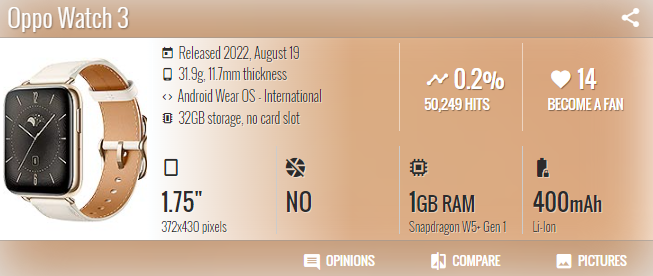 Oppo Watch 3
Released 2022, August 19
31.9g, 11.7mm thickness
Android Wear OS - International
32GB storage, no card slot
0.2%
50,249 HITS
14
BECOME A FAN
1.75"
372x430 pixels
NO
1GB RAM
Snapdragon W5+ Gen 1
400mAh
Li-Ion
OPINIONS
COMPARE
PICTURES